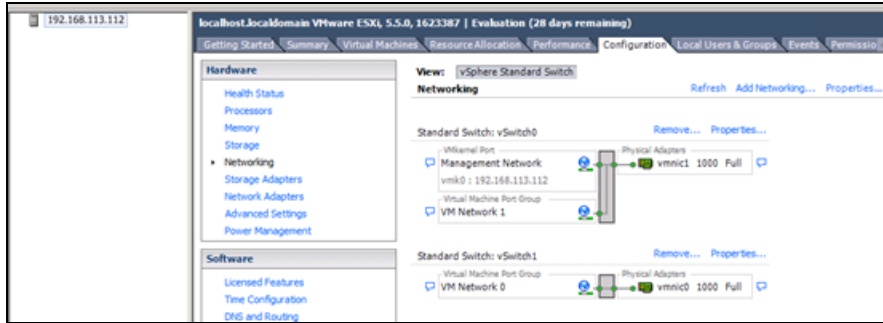 192.168.113.112
localhost.localdomain VMware ESXi, 5.5.0, 1623387 | Evaluation (28 days remaining)
Getting Started Summary Virtual Machines Resource Allocation Performance Configuration Local Users & Groups Events Permissio
Hardware
Health Status
Processors
Memory
Storage
Networking
Storage Adapters
Network Adapters
Advanced Settings
Power Management
Software
Licensed Features
Time Configuration
DNS and Routing
View: vSphere Standard Switch
Networking
Refresh Add Networking... Properties...
Standard Switch: vSwitch0 Remove... Properties...
VMkernel Port Physical Adapters
Management Network vmnic1 1000 Full
vmk0 : 192.168.113.112
Virtual Machine Port Group
VM Network 1
Standard Switch: vSwitch1 Remove... Properties...
Virtual Machine Port Group Physical Adapters
VM Network 0 vmnic0 1000 Full